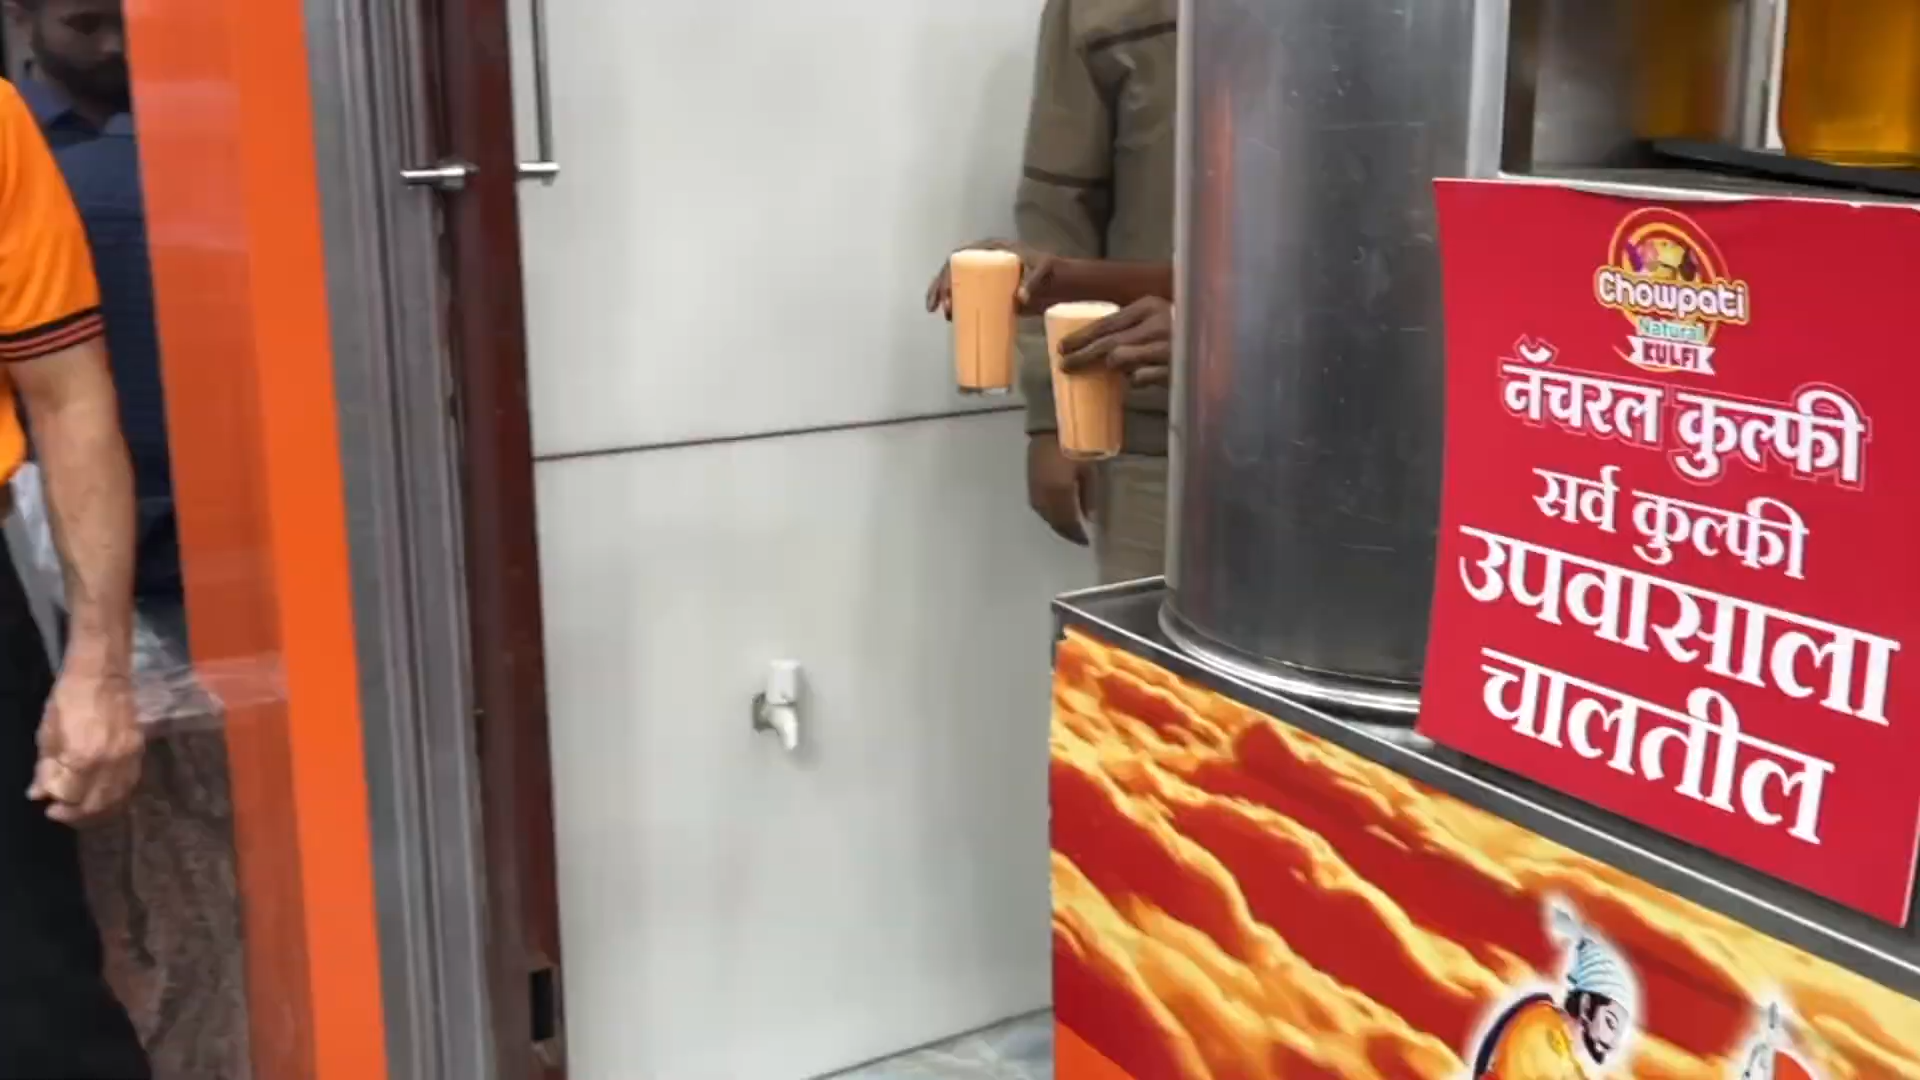 Chowpati
Natural
KULFI
नॅचरल कुल्फी
सर्व कुल्फी
उपवासाला
चालतील